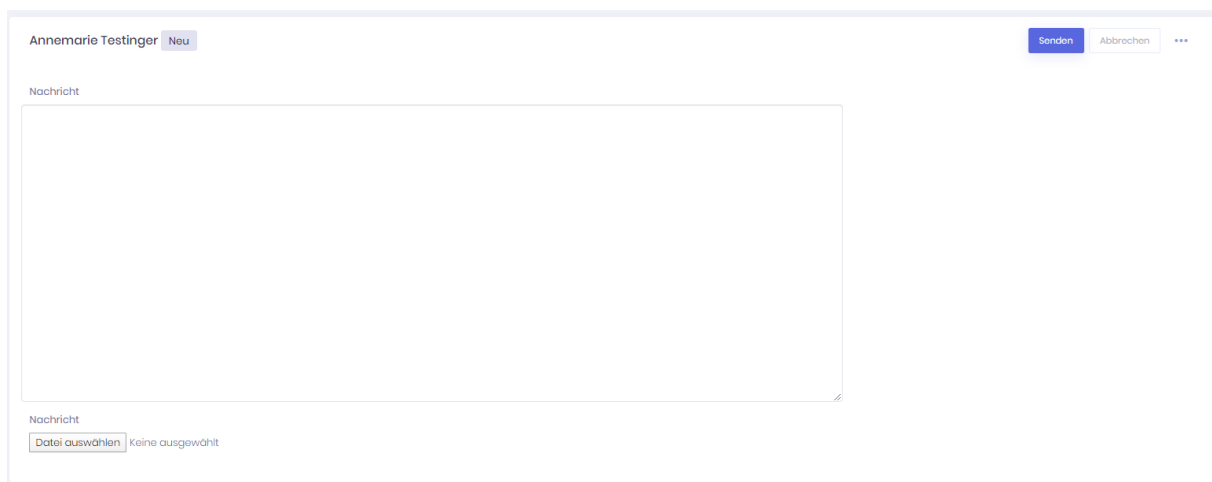 Annemarie Testinger Neu Senden Abbrechen •••
Nachricht
Nachricht
Datei auswählen Keine ausgewählt